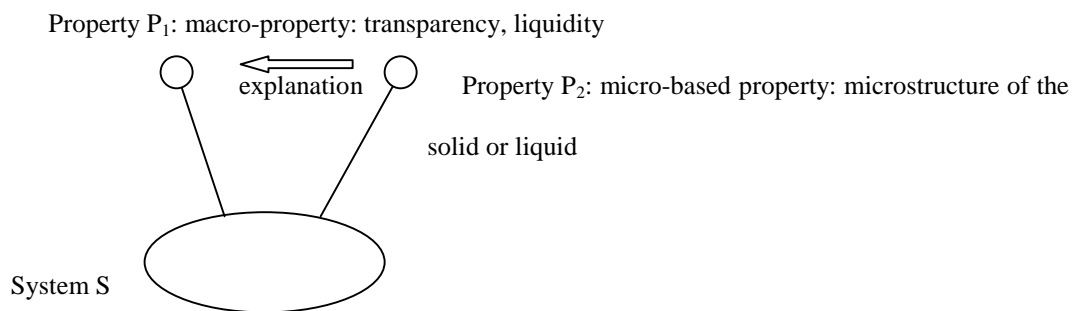 Property P₁: macro-property: transparency, liquidity
explanation
Property P₂: micro-based property: microstructure of the
solid or liquid
System S